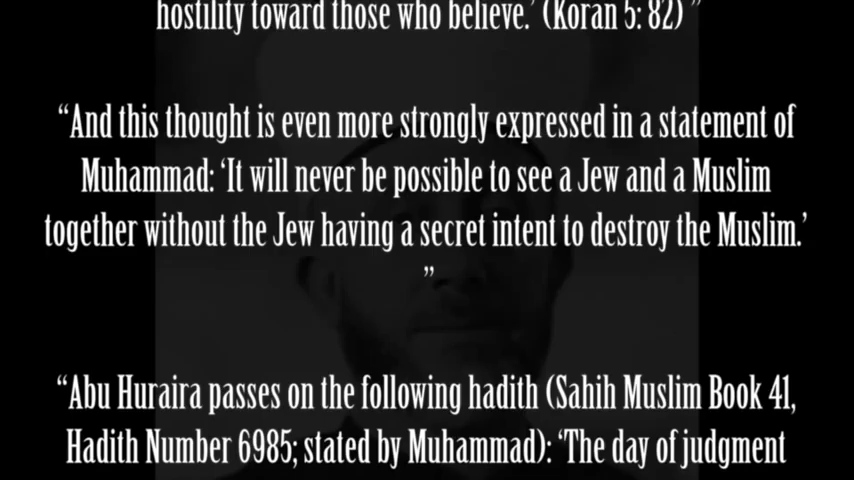 hostility toward those who believe.' (Koran 5: 82) ”
“And this thought is even more strongly expressed in a statement of
Muhammad: ‘It will never be possible to see a Jew and a Muslim
together without the Jew having a secret intent to destroy the Muslim.’
”
“Abu Huraira passes on the following hadith (Sahih Muslim Book 41,
Hadith Number 6985; stated by Muhammad): ‘The day of judgment